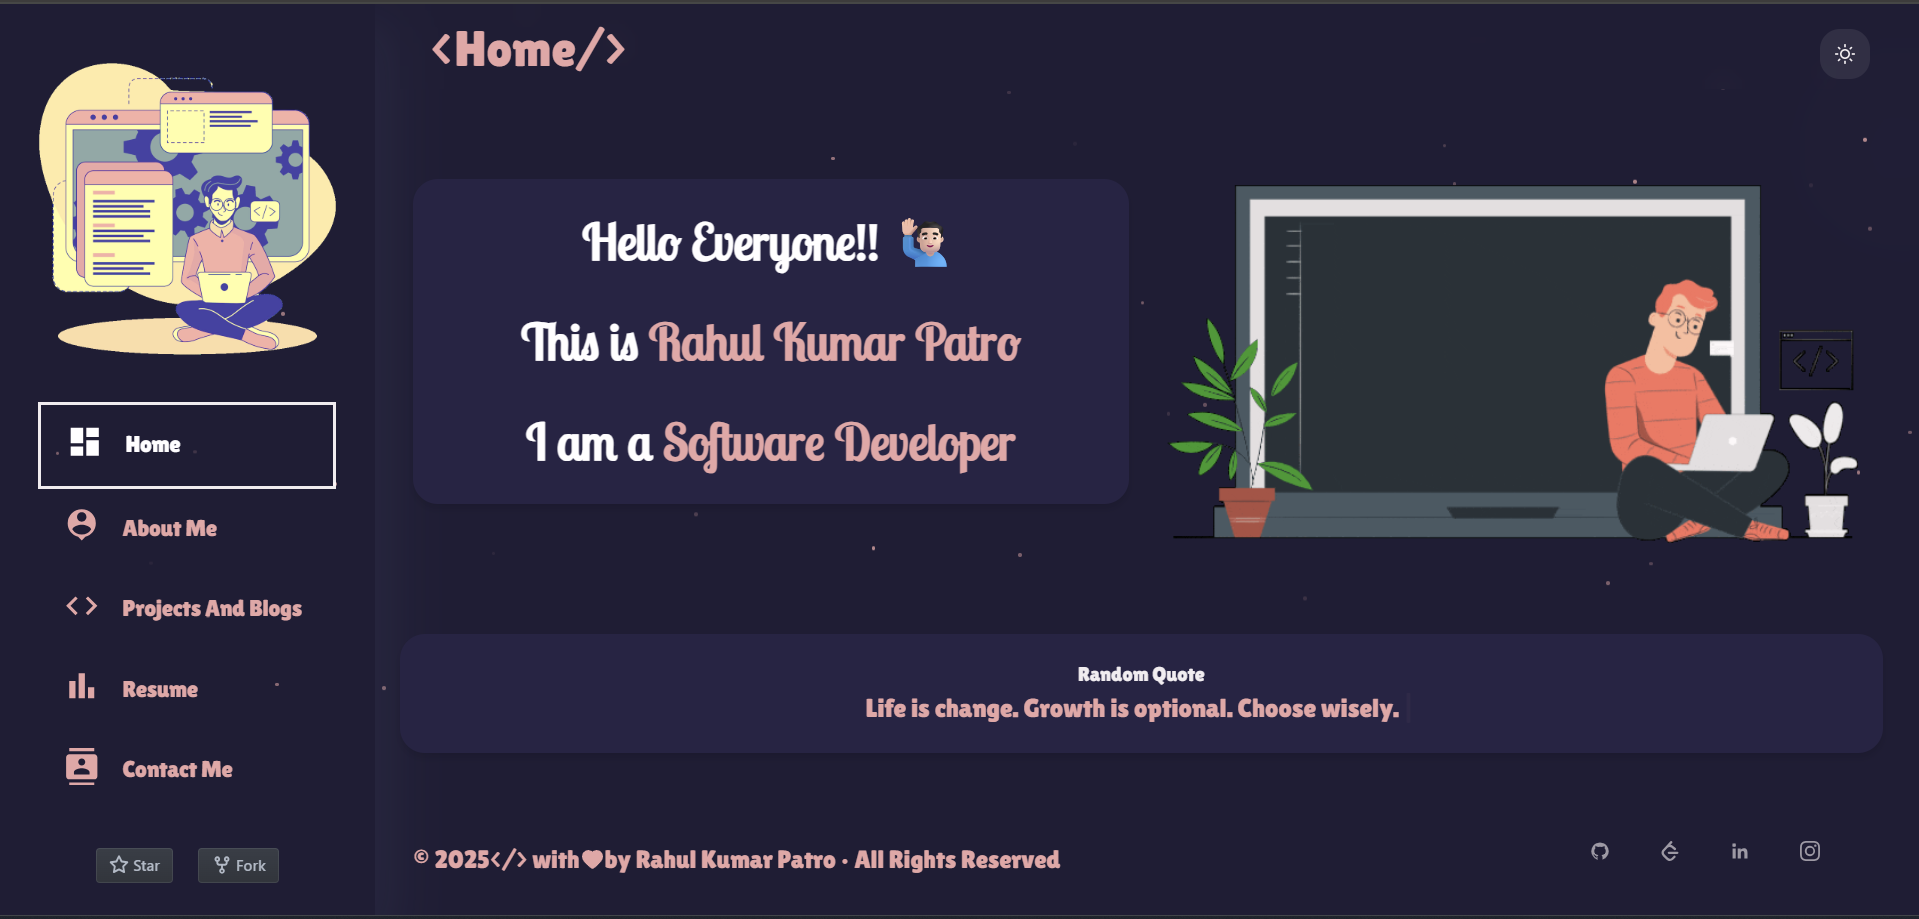 <Home/>
Hello Everyone!! 🙋🏻‍♂️
This is Rahul Kumar Patro
I am a Software Developer
</>
</>
Home
About Me
Projects And Blogs
Resume
Contact Me
Star
Fork
Random Quote
Life is change. Growth is optional. Choose wisely.
© 2025</> with♥by Rahul Kumar Patro • All Rights Reserved
in